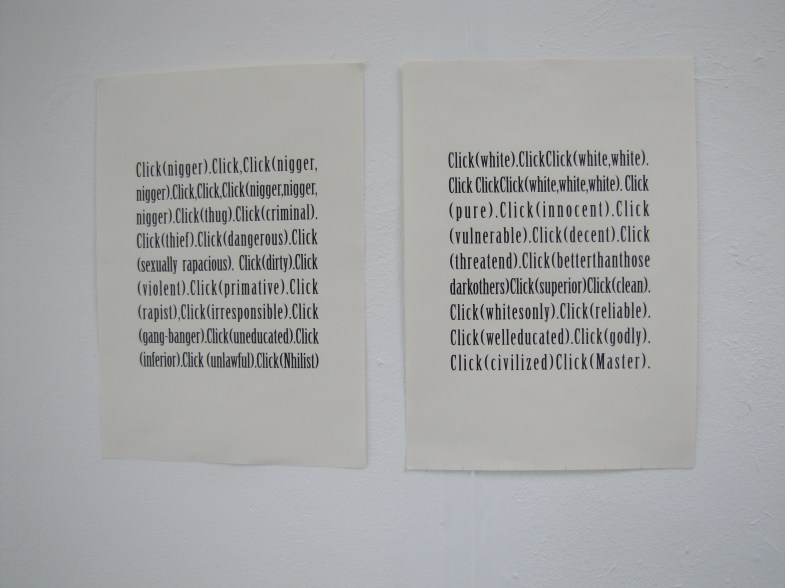 Click(nigger).Click,Click(nigger,
nigger).Click,Click,Click(nigger,nigger,
nigger).Click(thug).Click(criminal).
Click(thief).Click(dangerous).Click
(sexually rapacious). Click(dirty).Click
(violent).Click(primative).Click
(rapist),Click(irresponsible).Click
(gang-banger).Click(uneducated).Click
(inferior).Click (unlawful).Click(Nhilist)
Click(white).ClickClick(white,white).
Click ClickClick(white,white,white). Click
(pure).Click(innocent).Click
(vulnerable).Click(decent).Click
(threatend).Click(betterthanthose
darkothers)Click(superior)Click(clean).
Click(whitesonly).Click(reliable).
Click(welleducated).Click(godly).
Click(civilized)Click(Master).